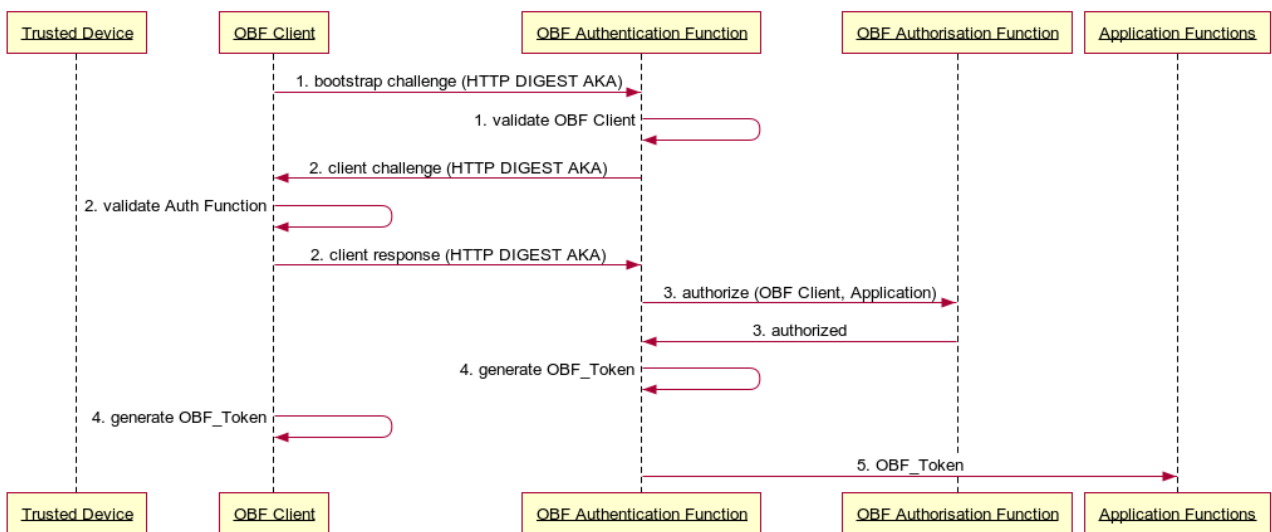 Trusted Device
OBF Client
OBF Authentication Function
OBF Authorisation Function
Application Functions
1. bootstrap challenge (HTTP DIGEST AKA)
1. validate OBF Client
2. client challenge (HTTP DIGEST AKA)
2. validate Auth Function
2. client response (HTTP DIGEST AKA)
3. authorize (OBF Client, Application)
3. authorized
4. generate OBF_Token
4. generate OBF_Token
5. OBF_Token
Trusted Device
OBF Client
OBF Authentication Function
OBF Authorisation Function
Application Functions